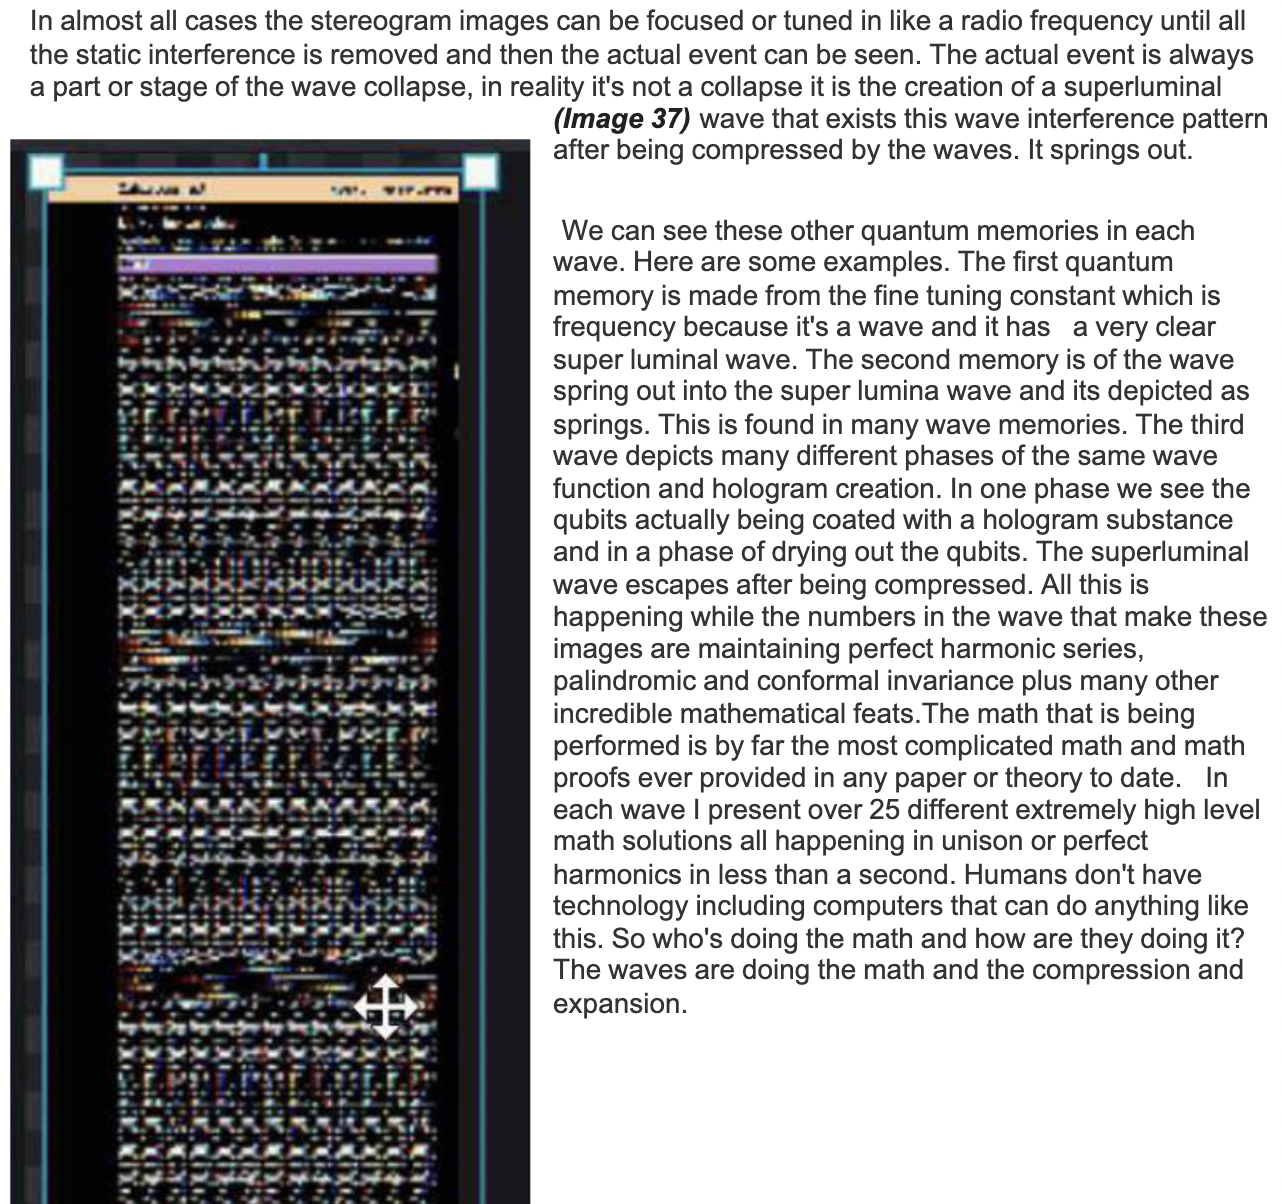 In almost all cases the stereogram images can be focused or tuned in like a radio frequency until all
the static interference is removed and then the actual event can be seen. The actual event is always
a part or stage of the wave collapse, in reality it's not a collapse it is the creation of a superluminal
(Image 37) wave that exists this wave interference pattern
after being compressed by the waves. It springs out.
We can see these other quantum memories in each
wave. Here are some examples. The first quantum
memory is made from the fine tuning constant which is
frequency because it's a wave and it has a very clear
super luminal wave. The second memory is of the wave
spring out into the super lumina wave and its depicted as
springs. This is found in many wave memories. The third
wave depicts many different phases of the same wave
function and hologram creation. In one phase we see the
qubits actually being coated with a hologram substance
and in a phase of drying out the qubits. The superluminal
wave escapes after being compressed. All this is
happening while the numbers in the wave that make these
images are maintaining perfect harmonic series,
palindromic and conformal invariance plus many other
incredible mathematical feats.The math that is being
performed is by far the most complicated math and math
proofs ever provided in any paper or theory to date. In
each wave I present over 25 different extremely high level
math solutions all happening in unison or perfect
harmonics in less than a second. Humans don't have
technology including computers that can do anything like
this. So who's doing the math and how are they doing it?
The waves are doing the math and the compression and
expansion.